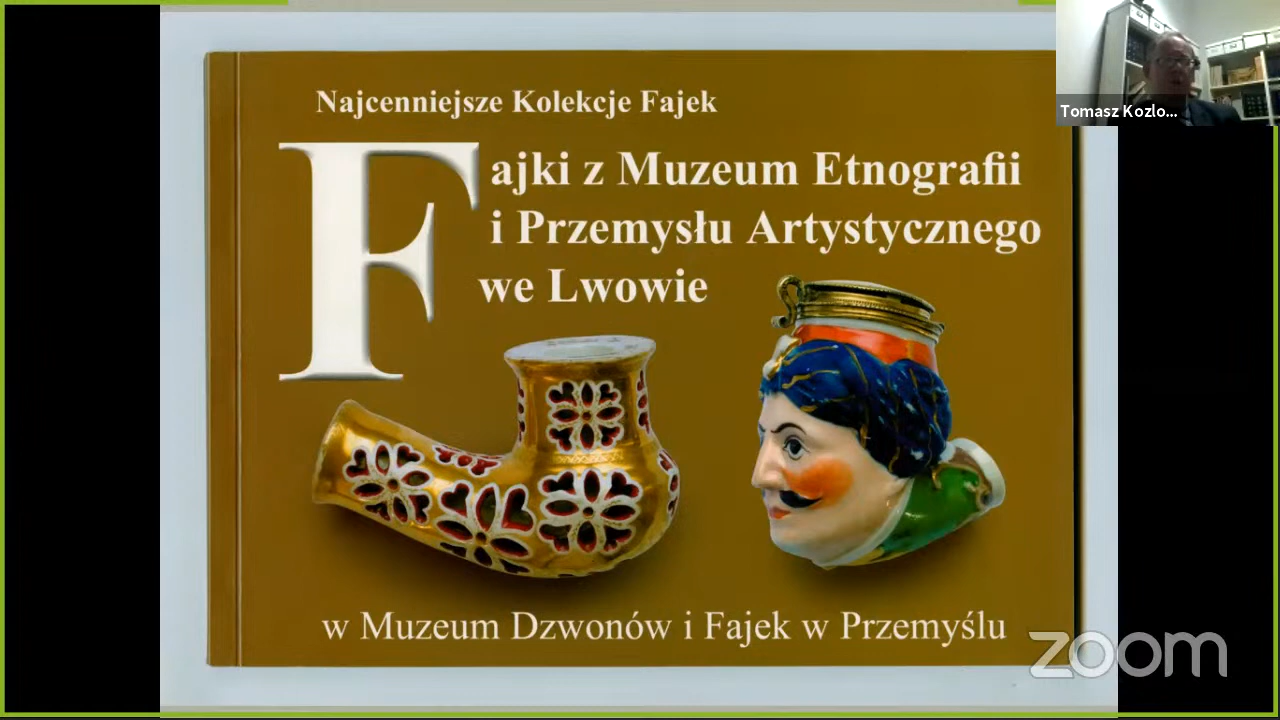 Najcenniejsze Kolekcje Fajek
Fajki z Muzeum Etnografii
i Przemysłu Artystycznego
we Lwowie
w Muzeum Dzwonów i Fajek w Przemyślu
Tomasz Kozlo...
zoom